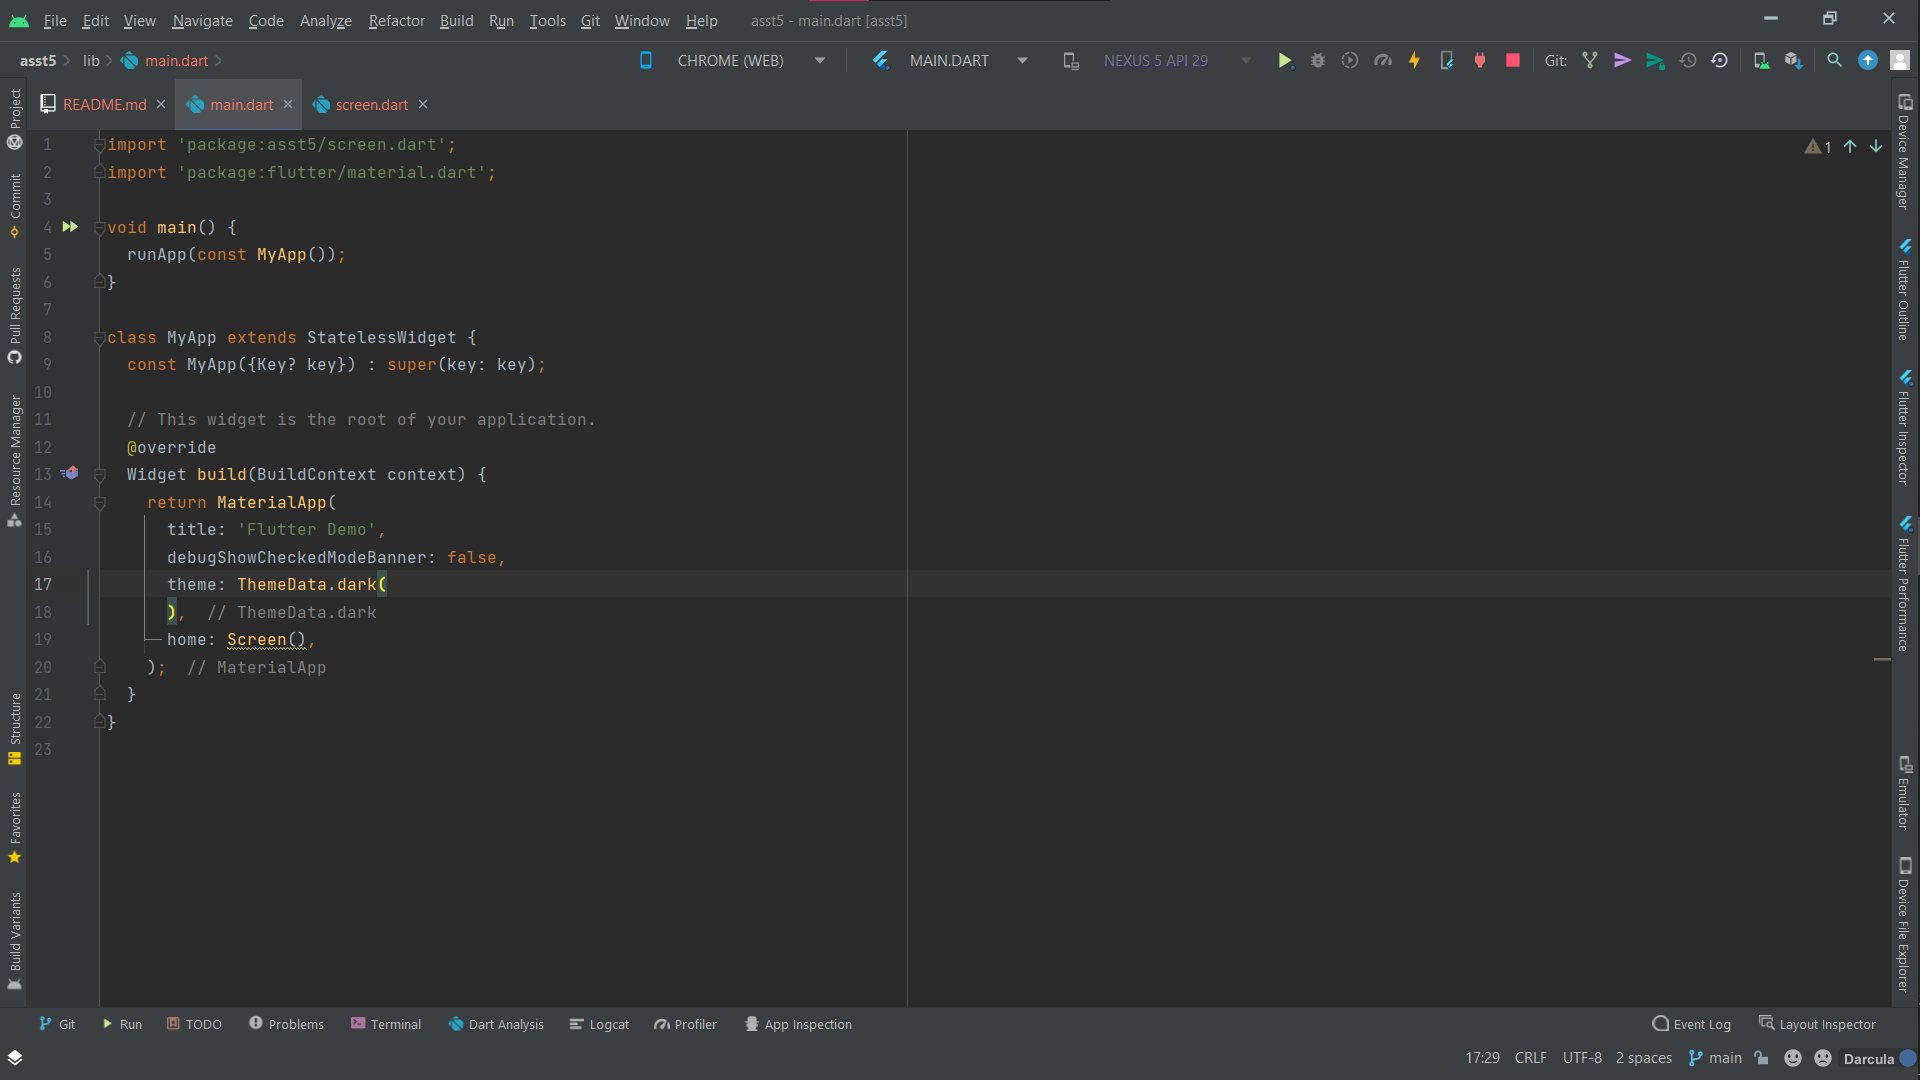 File Edit View Navigate Code Analyze Refactor Build Run Tools Git Window Help asst5 - main.dart [asst5]
asst5 lib main.dart CHROME (WEB) MAIN.DART NEXUS 5 API 29 Git:
README.md main.dart screen.dart
1 import 'package:asst5/screen.dart';
2 import 'package:flutter/material.dart';
3
4 void main() {
5 runApp(const MyApp());
6 }
7
8 class MyApp extends StatelessWidget {
9 const MyApp({Key? key}) : super(key: key);
10
11 // This widget is the root of your application.
12 @override
13 Widget build(BuildContext context) {
14 return MaterialApp(
15 title: 'Flutter Demo',
16 debugShowCheckedModeBanner: false,
17 theme: ThemeData.dark(
18 ), // ThemeData.dark
19 home: Screen(),
20 ); // MaterialApp
21 }
22 }
23
1
Project
Commit
Pull Requests
Resource Manager
Structure
Favorites
Build Variants
Device Manager
Flutter Outline
Flutter Inspector
Flutter Performance
Emulator
Device File Explorer
Git Run TODO Problems Terminal Dart Analysis Logcat Profiler App Inspection Event Log Layout Inspector
17:29 CRLF UTF-8 2 spaces main Darcula